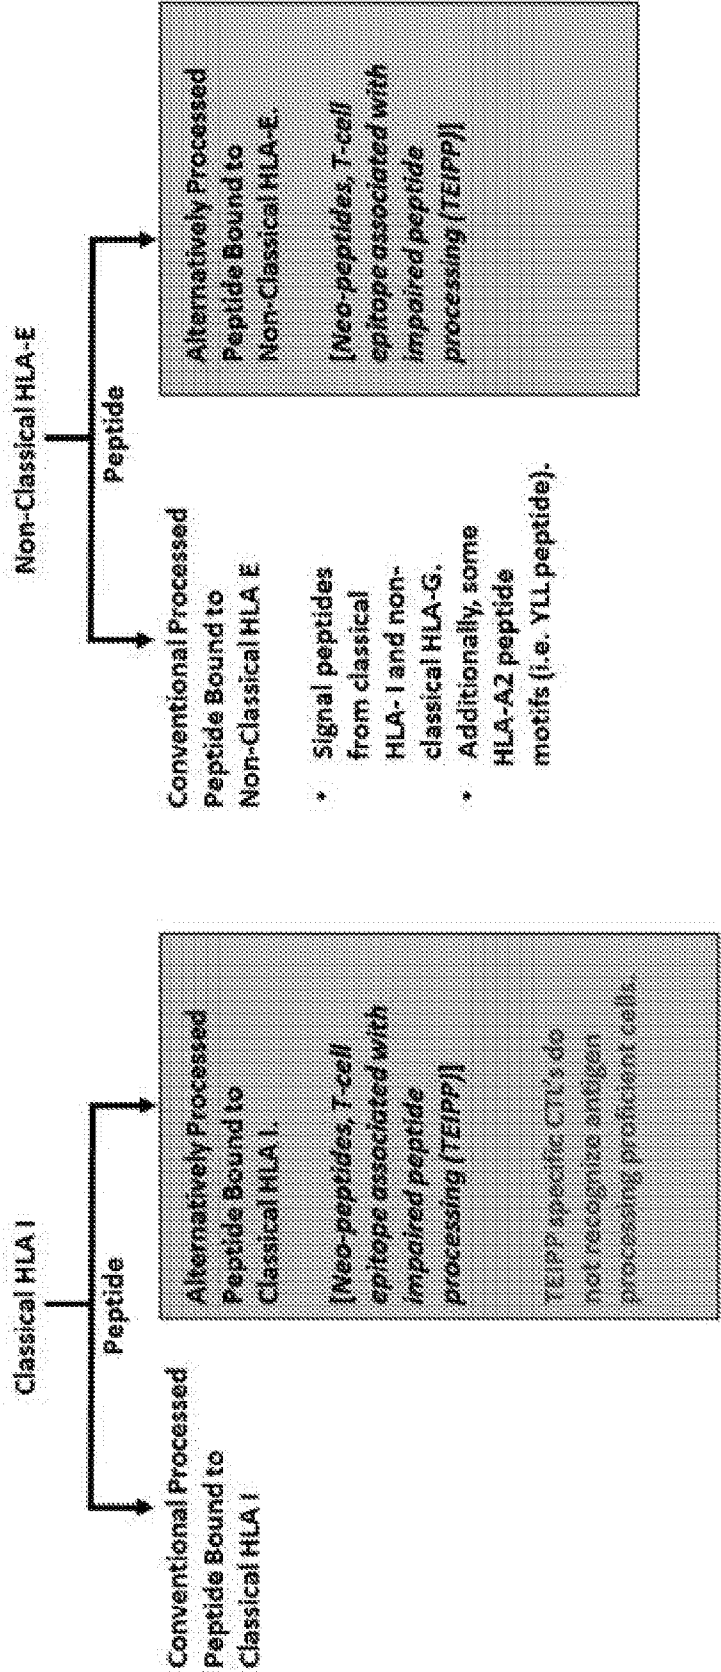 Classical HLA I
Peptide
Conventional Processed
Peptide Bound to
Classical HLA I
Alternatively Processed
Peptide Bound to
Classical HLA I.
[Neo-peptides, T-cell
epitope associated with
impaired peptide
processing (TEIPP)]
TEIPP specific CTL's do
not recognize antigen
processing proficient cells.
Non-Classical HLA-E
Peptide
Conventional Processed
Peptide Bound to
Non-Classical HLA E
* Signal peptides
from classical
HLA- I and non-
classical HLA-G.
* Additionally, some
HLA-A2 peptide
motifs (i.e. YLL peptide).
Alternatively Processed
Peptide Bound to
Non-Classical HLA-E.
[Neo-peptides, T-cell
epitope associated with
impaired peptide
processing (TEIPP)]